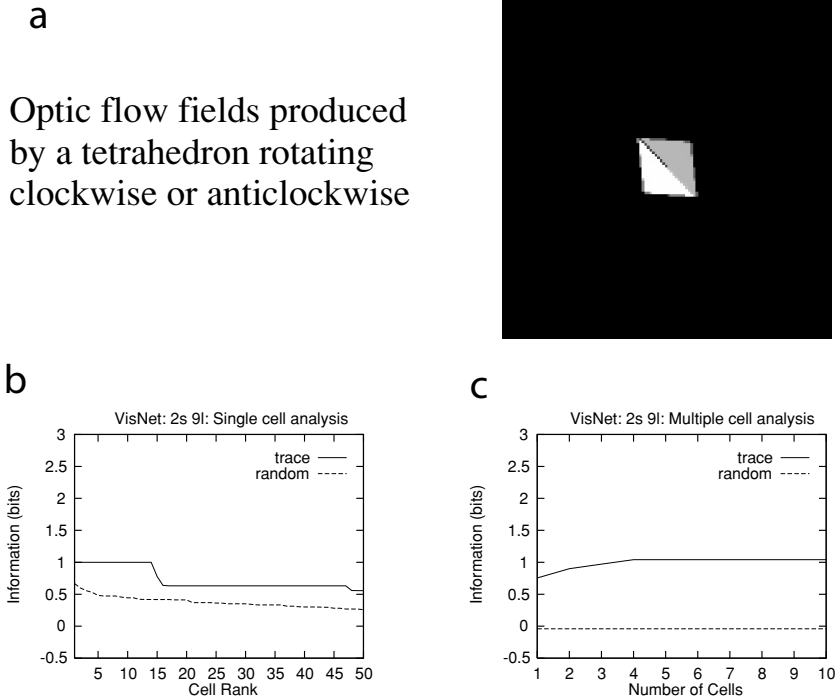 a
Optic flow fields produced
by a tetrahedron rotating
clockwise or anticlockwise
b
VisNet: 2s 9l: Single cell analysis
3
2.5
2
1.5
1
0.5
0
-0.5
Information (bits)
trace
random
5 10 15 20 25 30 35 40 45 50
Cell Rank
c
VisNet: 2s 9l: Multiple cell analysis
3
2.5
2
1.5
1
0.5
0
-0.5
Information (bits)
trace
random
1 2 3 4 5 6 7 8 9 10
Number of Cells